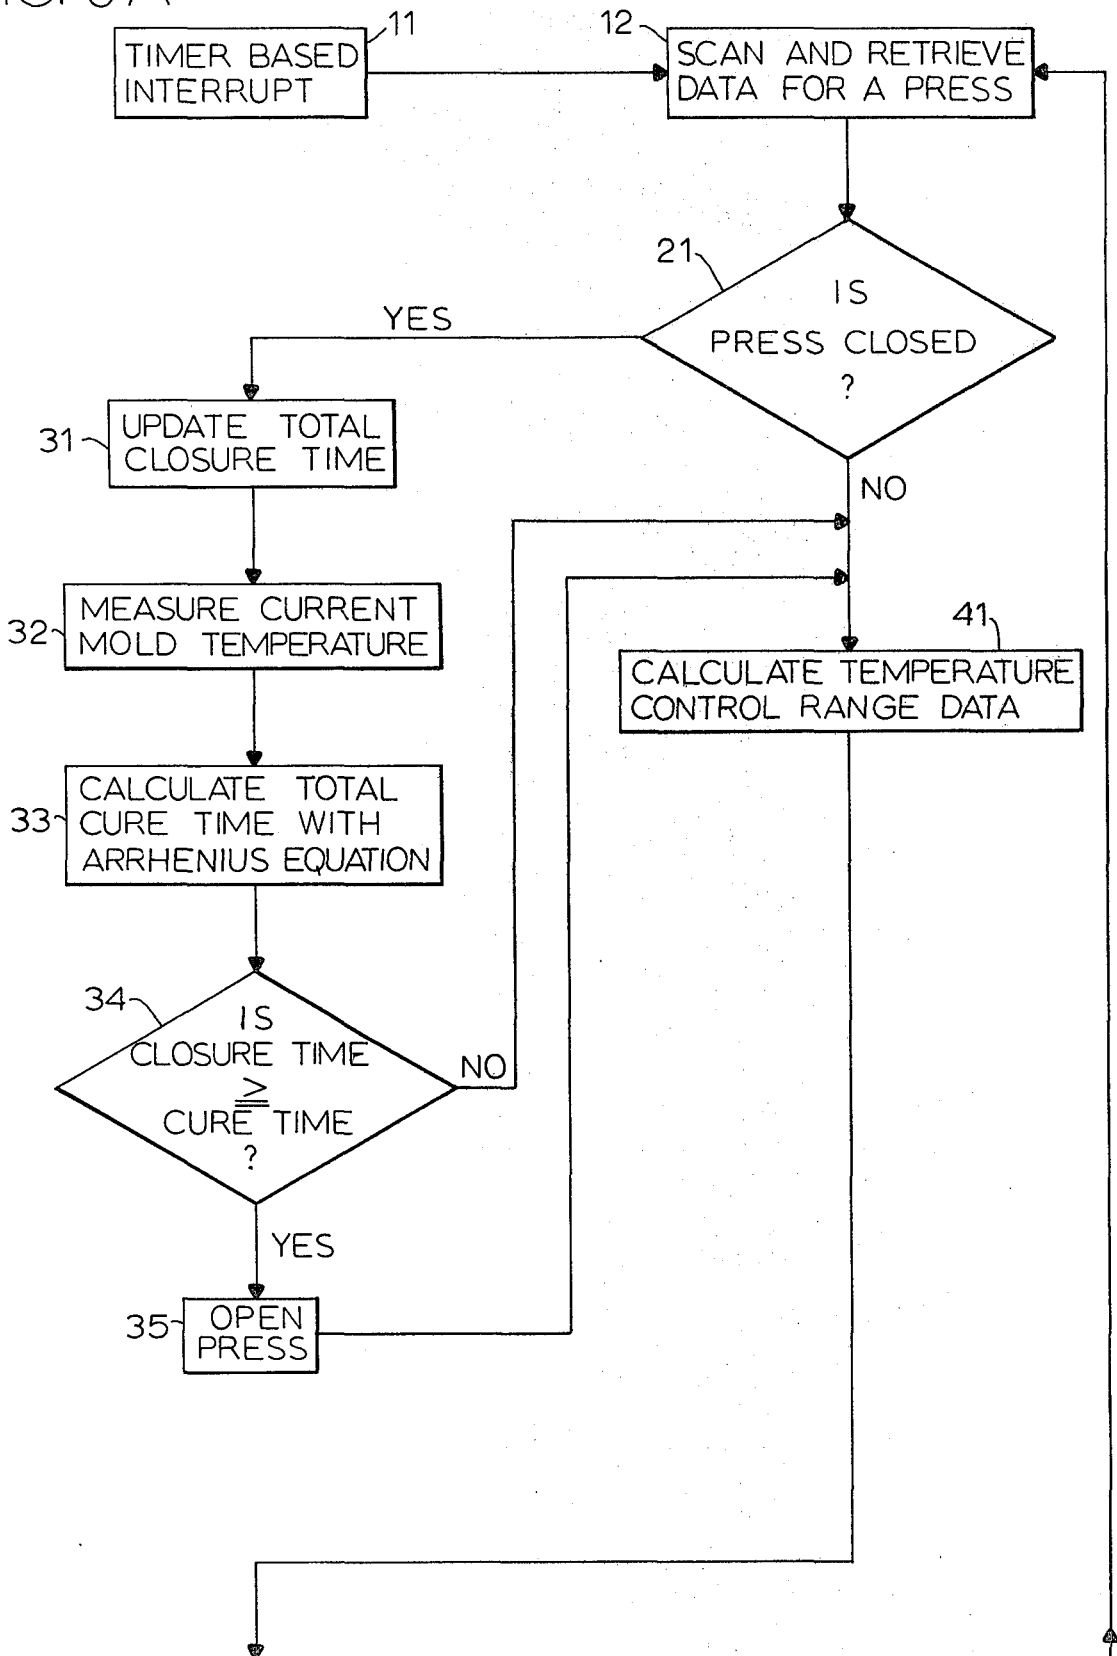 11
TIMER BASED
INTERRUPT
12
SCAN AND RETRIEVE
DATA FOR A PRESS
21
IS
PRESS CLOSED
?
YES
NO
31
UPDATE TOTAL
CLOSURE TIME
32
MEASURE CURRENT
MOLD TEMPERATURE
41
CALCULATE TEMPERATURE
CONTROL RANGE DATA
33
CALCULATE TOTAL
CURE TIME WITH
ARRHENIUS EQUATION
34
IS
CLOSURE TIME
≧
CURE TIME
?
NO
YES
35
OPEN
PRESS